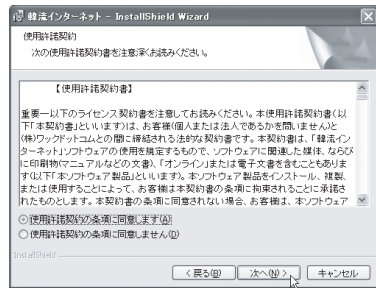 韓流インターネット - InstallShield Wizard
使用許諾契約
次の使用許諾契約書を注意深くお読みください。
【使用許諾契約書】
重要―以下のライセンス契約書を注意してお読みください。本使用許諾契約書(以
下「本契約書」といいます)は、お客様(個人または法人であるかを問いません)と
(株)ワックドットコムとの間に締結される法的な契約書です。本契約書は、「韓流イン
ターネット」ソフトウェアの使用を規定するもので、ソフトウェアに関連した媒体、ならび
に印刷物(マニュアルなどの文書)、「オンライン」または電子文書を含むこともありま
す(以下「本ソフトウェア製品」といいます)。本ソフトウェア製品をインストール、複製、
または使用することによって、お客様は本契約書の条項に拘束されることに承諾さ
れたものとします。本契約書の条項に同意されない場合、お客様は、本ソフトウェア
使用許諾契約の条項に同意します(A)
使用許諾契約の条項に同意しません(D)
InstallShield
< 戻る(B) 次へ(N) > キャンセル